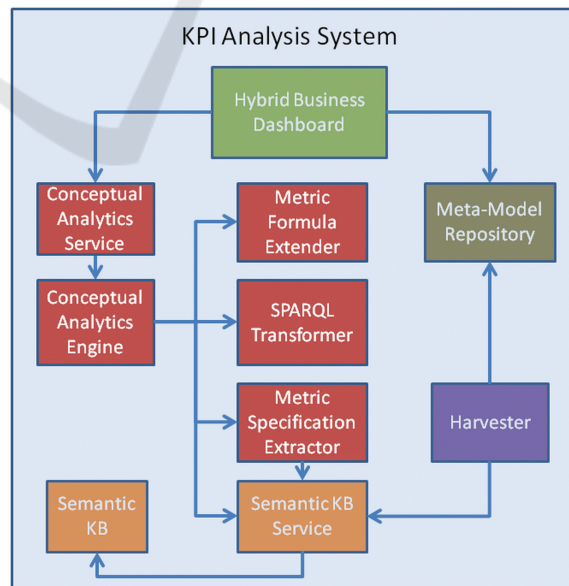 KPI Analysis System
Hybrid Business
Dashboard
Conceptual
Analytics
Service
Metric
Formula
Extender
Meta-Model
Repository
Conceptual
Analytics
Engine
SPARQL
Transformer
Metric
Specification
Extractor
Harvester
Semantic
KB
Semantic KB
Service